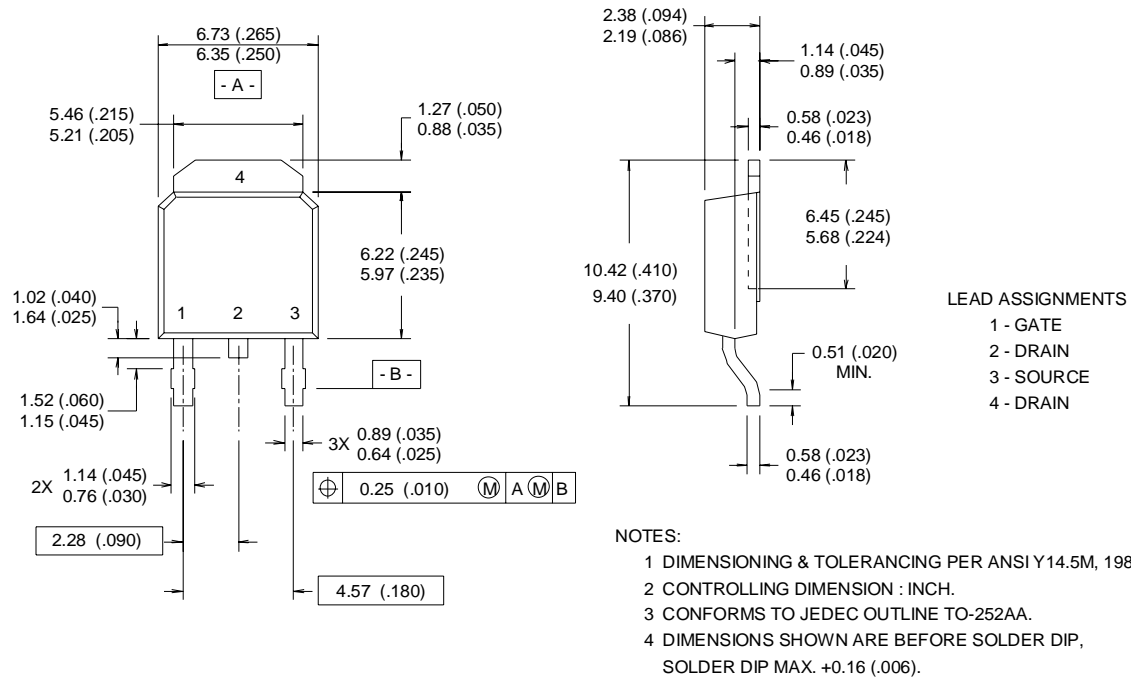 6.73 (.265)
6.35 (.250)
- A -
5.46 (.215)
5.21 (.205)
1.27 (.050)
0.88 (.035)
4
6.22 (.245)
5.97 (.235)
1.02 (.040)
1.64 (.025)
1 2 3
- B -
1.52 (.060)
1.15 (.045)
3X 0.89 (.035)
0.64 (.025)
2X 1.14 (.045)
0.76 (.030)
⌖ 0.25 (.010) Ⓜ A Ⓜ B
2.28 (.090)
4.57 (.180)
2.38 (.094)
2.19 (.086)
1.14 (.045)
0.89 (.035)
0.58 (.023)
0.46 (.018)
6.45 (.245)
5.68 (.224)
10.42 (.410)
9.40 (.370)
0.51 (.020)
MIN.
0.58 (.023)
0.46 (.018)
LEAD ASSIGNMENTS
1 - GATE
2 - DRAIN
3 - SOURCE
4 - DRAIN
NOTES:
1 DIMENSIONING & TOLERANCING PER ANSI Y14.5M, 198
2 CONTROLLING DIMENSION : INCH.
3 CONFORMS TO JEDEC OUTLINE TO-252AA.
4 DIMENSIONS SHOWN ARE BEFORE SOLDER DIP,
SOLDER DIP MAX. +0.16 (.006).